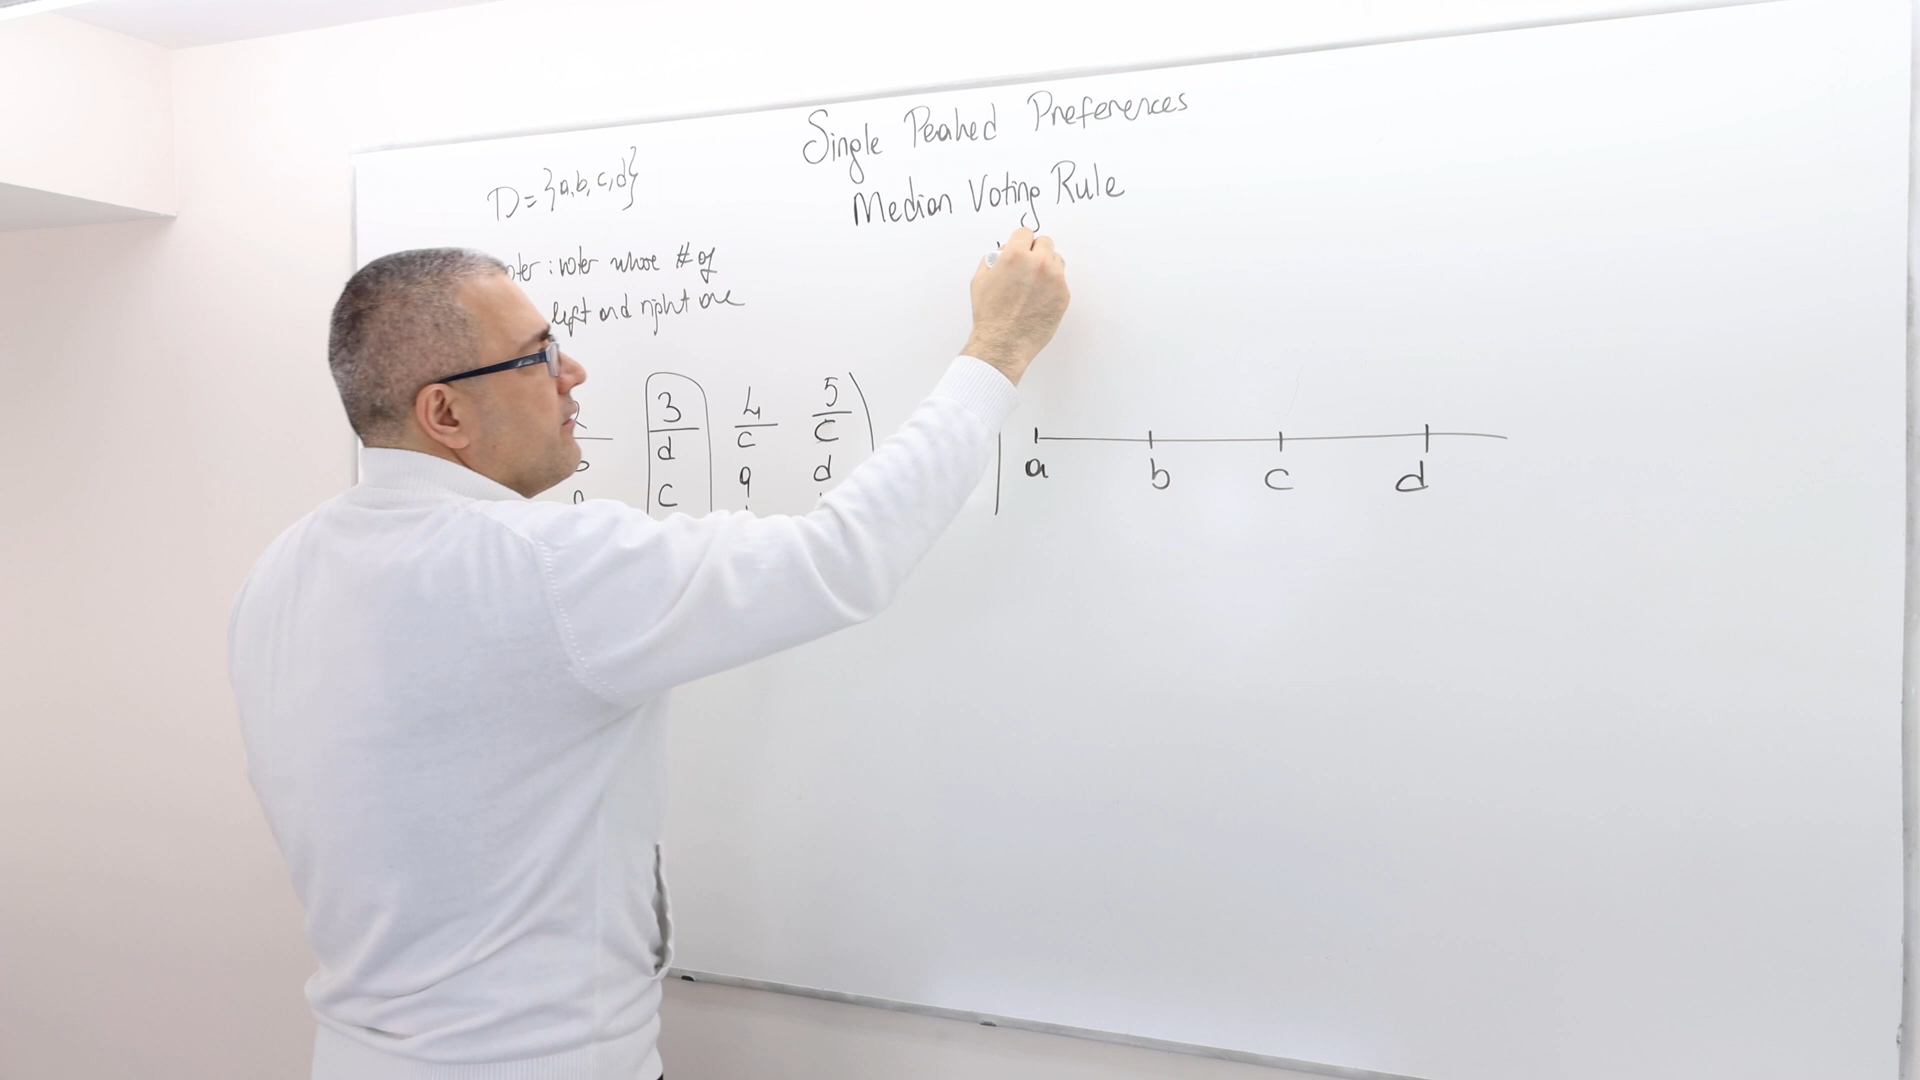 Single Peaked Preferences
Median Voting Rule
D = {a, b, c, d}
voter whose # of
left and right are
3 4 5
d c c
c a d
a b c d